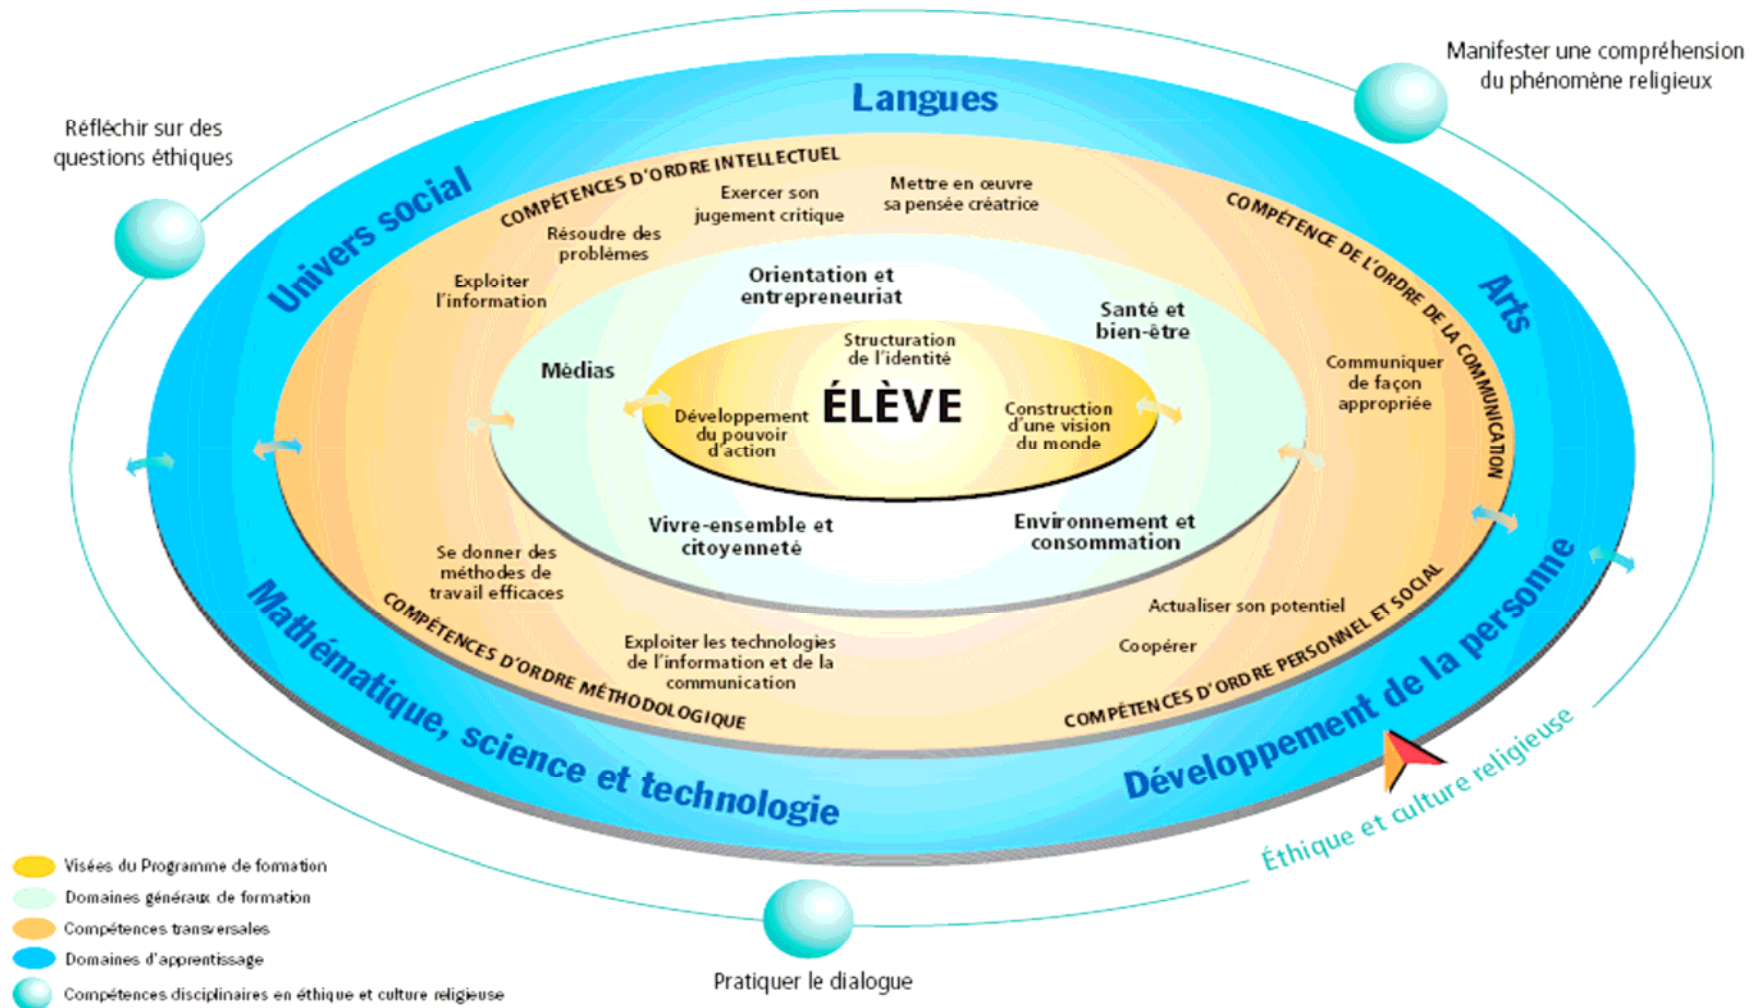 Manifester une compréhension
du phénomène religieux
Réfléchir sur des
questions éthiques
Langues
Univers social
Arts
COMPÉTENCES D'ORDRE INTELLECTUEL
Exercer son
jugement critique
Mettre en œuvre
sa pensée créatrice
Résoudre des
problèmes
Exploiter
l'information
COMPÉTENCE DE L'ORDRE DE LA COMMUNICATION
Communiquer
de façon
appropriée
Orientation et
entrepreneuriat
Santé et
bien-être
Médias
Structuration
de l'identité
ÉLÈVE
Développement
du pouvoir
d'action
Construction
d'une vision
du monde
Vivre-ensemble et
citoyenneté
Environnement et
consommation
Se donner des
méthodes de
travail efficaces
Exploiter les technologies
de l'information et de la
communication
COMPÉTENCES D'ORDRE MÉTHODOLOGIQUE
Actualiser son potentiel
Coopérer
COMPÉTENCES D'ORDRE PERSONNEL ET SOCIAL
Mathématique, science et technologie
Développement de la personne
Éthique et culture religieuse
Pratiquer le dialogue
Visées du Programme de formation
Domaines généraux de formation
Compétences transversales
Domaines d'apprentissage
Compétences disciplinaires en éthique et culture religieuse